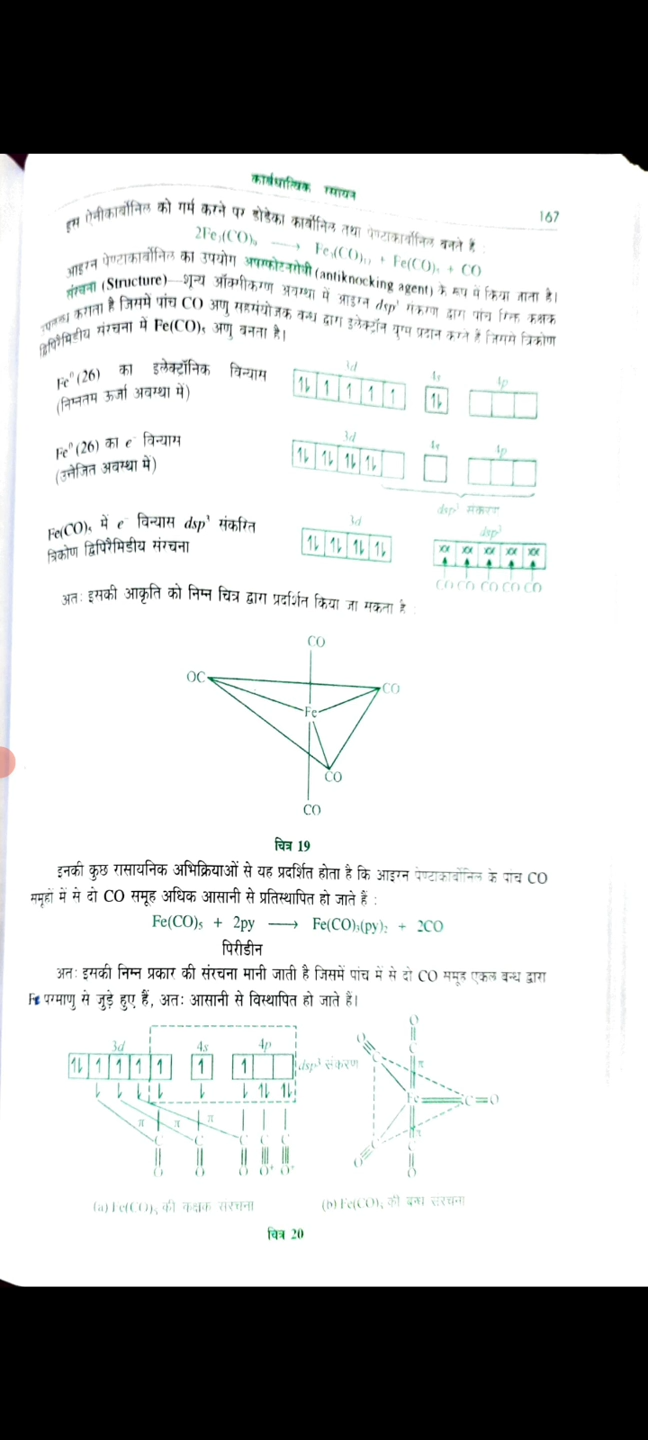 कार्बधात्विक रसायन
167
इस ऐनीकार्बोनिल को गर्म करने पर डोडेका कार्बोनिल तथा पेण्टाकार्बोनिल बनते हैं :
2Fe₂(CO)₉ ⟶ Fe₃(CO)₁₂ + Fe(CO)₅ + CO
आइरन पेण्टाकार्बोनिल का उपयोग अपस्फोटनरोधी (antiknocking agent) के रूप में किया जाता है।
संरचना (Structure)—शून्य ऑक्सीकरण अवस्था में आइरन dsp³ संकरण द्वारा पांच रिक्त कक्षक
उपलब्ध कराता है जिसमें पांच CO अणु सहसंयोजक बन्ध द्वारा इलेक्ट्रॉन युग्म प्रदान करते हैं जिससे त्रिकोण
द्विपिरैमिडीय संरचना में Fe(CO)₅ अणु बनता है।
Fe⁰ (26) का इलेक्ट्रॉनिक विन्यास
(निम्नतम ऊर्जा अवस्था में)
3d 4s 4p
Fe⁰ (26) का e⁻ विन्यास
(उत्तेजित अवस्था में)
3d 4s 4p
dsp³ संकरण
Fe(CO)₅ में e⁻ विन्यास dsp³ संकरित
त्रिकोण द्विपिरैमिडीय संरचना
3d dsp³
xx xx xx xx xx
CO CO CO CO CO
अतः इसकी आकृति को निम्न चित्र द्वारा प्रदर्शित किया जा सकता है :
CO
OC
CO
Fe
CO
CO
चित्र 19
इनकी कुछ रासायनिक अभिक्रियाओं से यह प्रदर्शित होता है कि आइरन पेण्टाकार्बोनिल के पांच CO
समूहों में से दो CO समूह अधिक आसानी से प्रतिस्थापित हो जाते हैं :
Fe(CO)₅ + 2py ⟶ Fe(CO)₃(py)₂ + 2CO
पिरीडीन
अतः इसकी निम्न प्रकार की संरचना मानी जाती है जिसमें पांच में से दो CO समूह एकल बन्ध द्वारा
Fe परमाणु से जुड़े हुए हैं, अतः आसानी से विस्थापित हो जाते हैं।
3d 4s 4p
dsp³ संकरण
π π π
C C C C C
O O O O⁺ O⁺
O
C
O C π
Fe C=O
O C π
C
O
(a) Fe(CO)₅ की कक्षक संरचना
(b) Fe(CO)₅ की बन्ध संरचना
चित्र 20